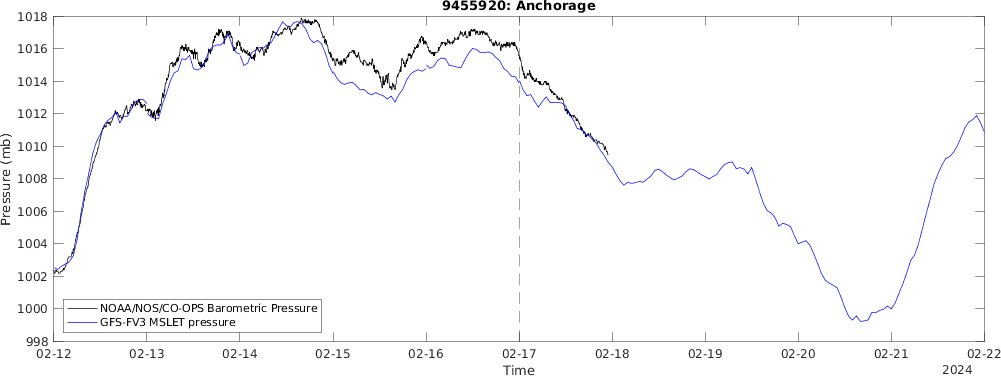 9455920: Anchorage
Pressure (mb)
1018
1016
1014
1012
1010
1008
1006
1004
1002
1000
998
NOAA/NOS/CO-OPS Barometric Pressure
GFS-FV3 MSLET pressure
02-12 02-13 02-14 02-15 02-16 02-17 02-18 02-19 02-20 02-21 02-22
Time
2024